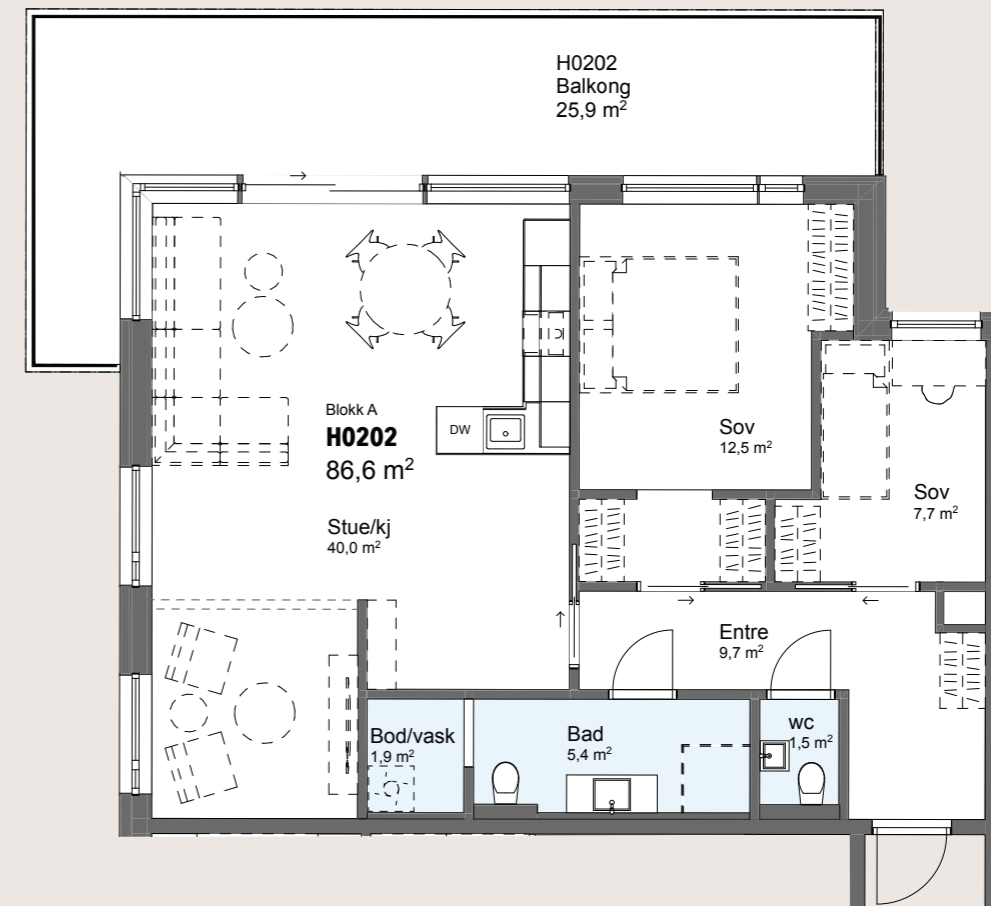 H0202
Balkong
25,9 m²
Blokk A
H0202
86,6 m²
DW
Stue/kj
40,0 m²
Sov
12,5 m²
Sov
7,7 m²
Entre
9,7 m²
Bod/vask
1,9 m²
Bad
5,4 m²
wc
1,5 m²